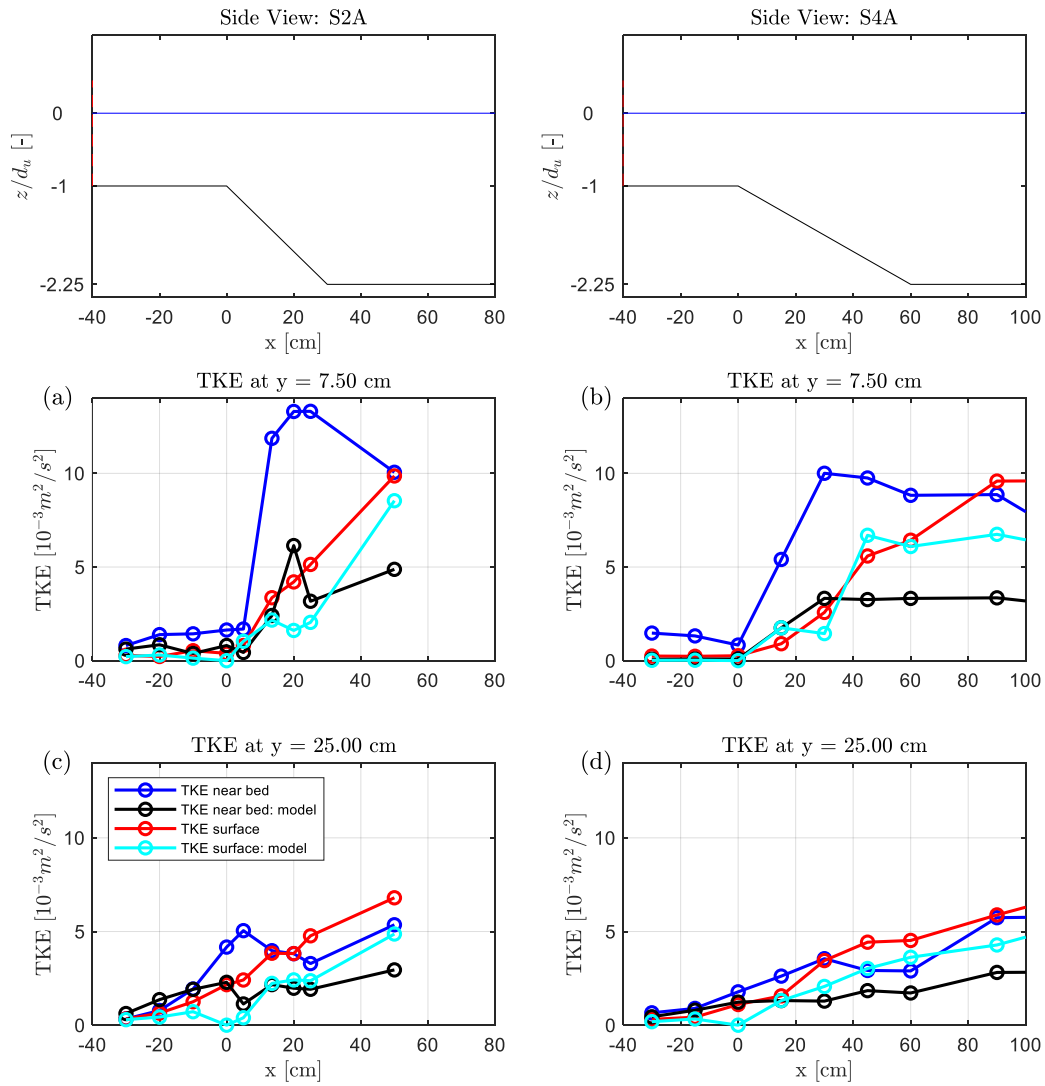 Side View: S2A
z/d_u [-]
0
-1
-2.25
-40 -20 0 20 40 60 80
x [cm]
Side View: S4A
z/d_u [-]
0
-1
-2.25
-40 -20 0 20 40 60 80 100
x [cm]
(a)
TKE at y = 7.50 cm
TKE [10^{-3}m^2/s^2]
10
5
0
-40 -20 0 20 40 60 80
(b)
TKE at y = 7.50 cm
TKE [10^{-3}m^2/s^2]
10
5
0
-40 -20 0 20 40 60 80 100
(c)
TKE at y = 25.00 cm
TKE near bed
TKE near bed: model
TKE surface
TKE surface: model
TKE [10^{-3}m^2/s^2]
10
5
0
-40 -20 0 20 40 60 80
x [cm]
(d)
TKE at y = 25.00 cm
TKE [10^{-3}m^2/s^2]
10
5
0
-40 -20 0 20 40 60 80 100
x [cm]